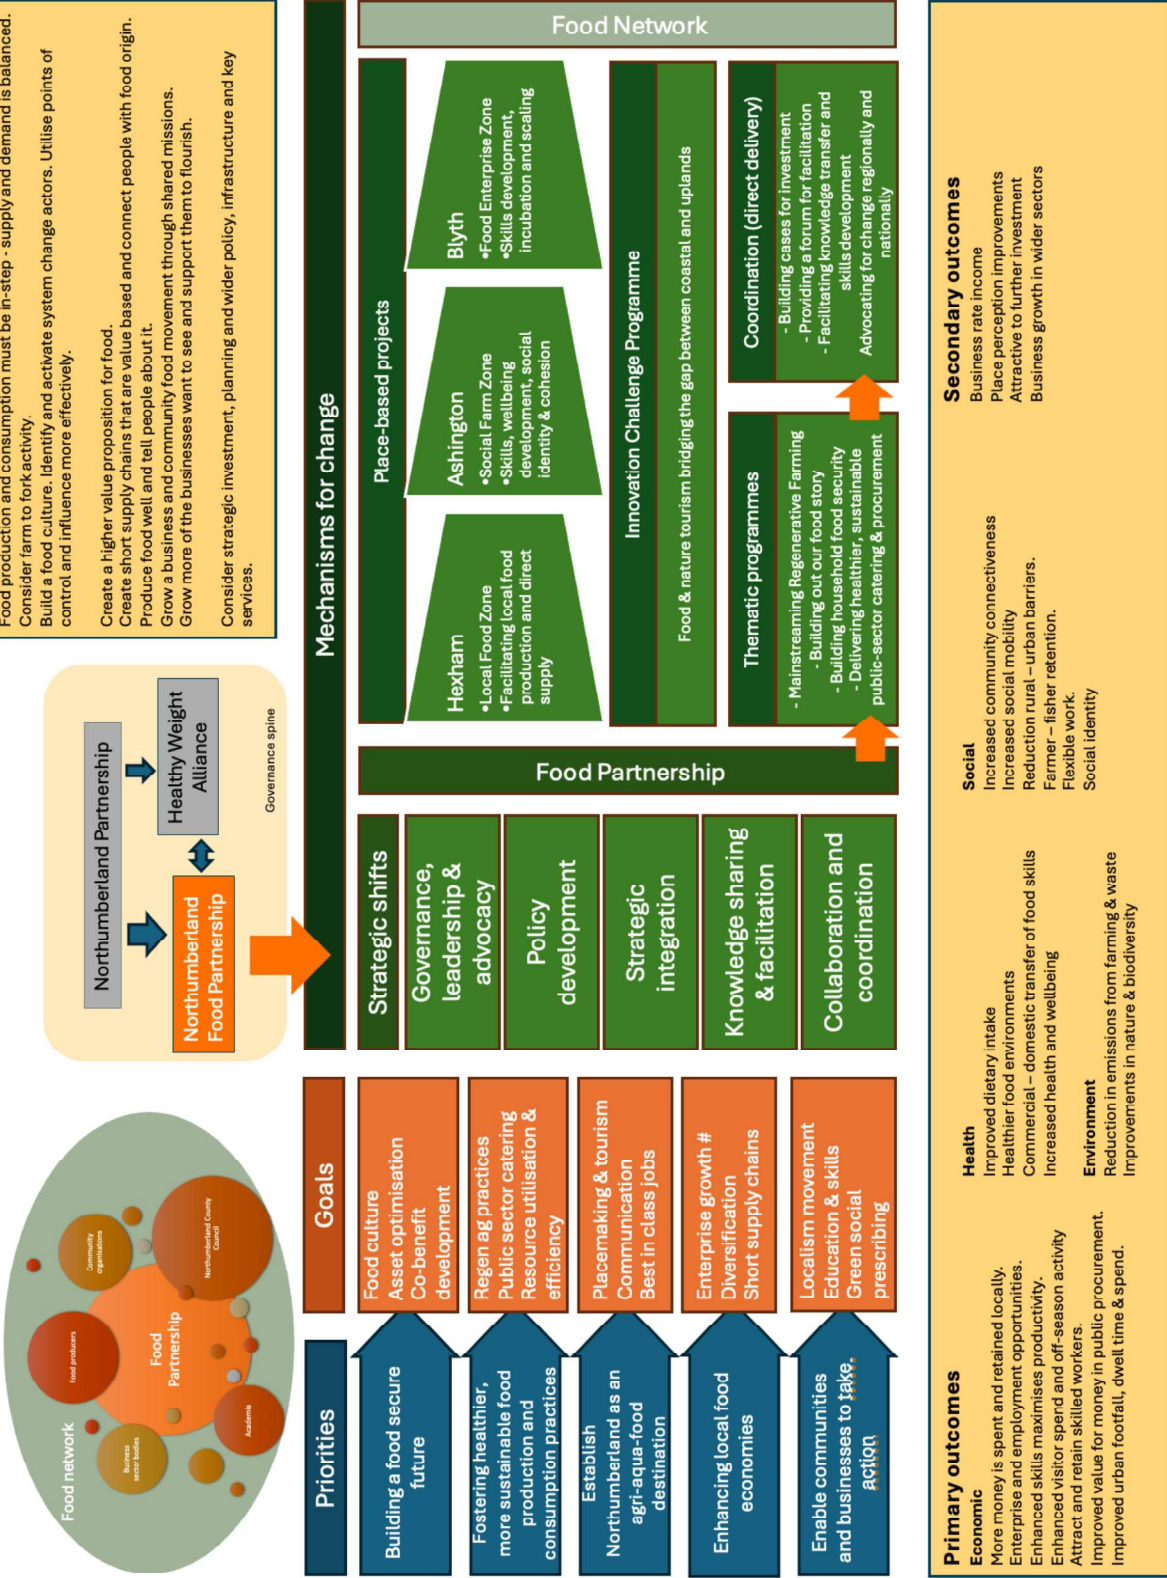 Food network
Food producers
Community
organisations
Business
sector bodies
Food
Partnership
Northumberland County
Council
Academia
Northumberland Partnership
Northumberland
Food Partnership
Healthy Weight
Alliance
Governance spine
Food production and consumption must be in-step - supply and demand is balanced.
Consider farm to fork activity.
Build a food culture. Identify and activate system change actors. Utilise points of
control and influence more effectively.
Create a higher value proposition for food.
Create short supply chains that are value based and connect people with food origin.
Produce food well and tell people about it.
Grow a business and community food movement through shared missions.
Grow more of the businesses want to see and support them to flourish.
Consider strategic investment, planning and wider policy, infrastructure and key
services.
Priorities
Building a food secure
future
Fostering healthier,
more sustainable food
production and
consumption practices
Establish
Northumberland as an
agri-aqua-food
destination
Enhancing local food
economies
Enable communities
and businesses to take
action
Goals
Food culture
Asset optimisation
Co-benefit
development
Regen ag practices
Public sector catering
Resource utilisation &
efficiency
Placemaking & tourism
Communication
Best in class jobs
Enterprise growth #
Diversification
Short supply chains
Localism movement
Education & skills
Green social
prescribing
Mechanisms for change
Strategic shifts
Governance,
leadership &
advocacy
Policy
development
Strategic
integration
Knowledge sharing
& facilitation
Collaboration and
coordination
Food Partnership
Place-based projects
Hexham
•Local Food Zone
•Facilitating local food
production and direct
supply
Ashington
•Social Farm Zone
•Skills, wellbeing
development, social
identity & cohesion
Blyth
•Food Enterprise Zone
•Skills development,
incubation and scaling
Innovation Challenge Programme
Food & nature tourism bridging the gap between coastal and uplands
Thematic programmes
- Mainstreaming Regenerative Farming
- Building out our food story
- Building household food security
- Delivering healthier, sustainable
public-sector catering & procurement
Coordination (direct delivery)
- Building cases for investment
- Providing a forum for facilitation
- Facilitating knowledge transfer and
skills development
Advocating for change regionally and
nationally
Food Network
Primary outcomes
Economic
More money is spent and retained locally.
Enterprise and employment opportunities.
Enhanced skills maximises productivity.
Enhanced visitor spend and off-season activity
Attract and retain skilled workers.
Improved value for money in public procurement.
Improved urban footfall, dwell time & spend.
Health
Improved dietary intake
Healthier food environments
Commercial – domestic transfer of food skills
Increased health and wellbeing
Environment
Reduction in emissions from farming & waste
Improvements in nature & biodiversity
Social
Increased community connectiveness
Increased social mobility
Reduction rural – urban barriers.
Farmer – fisher retention.
Flexible work.
Social identity
Secondary outcomes
Business rate income
Place perception improvements
Attractive to further investment
Business growth in wider sectors